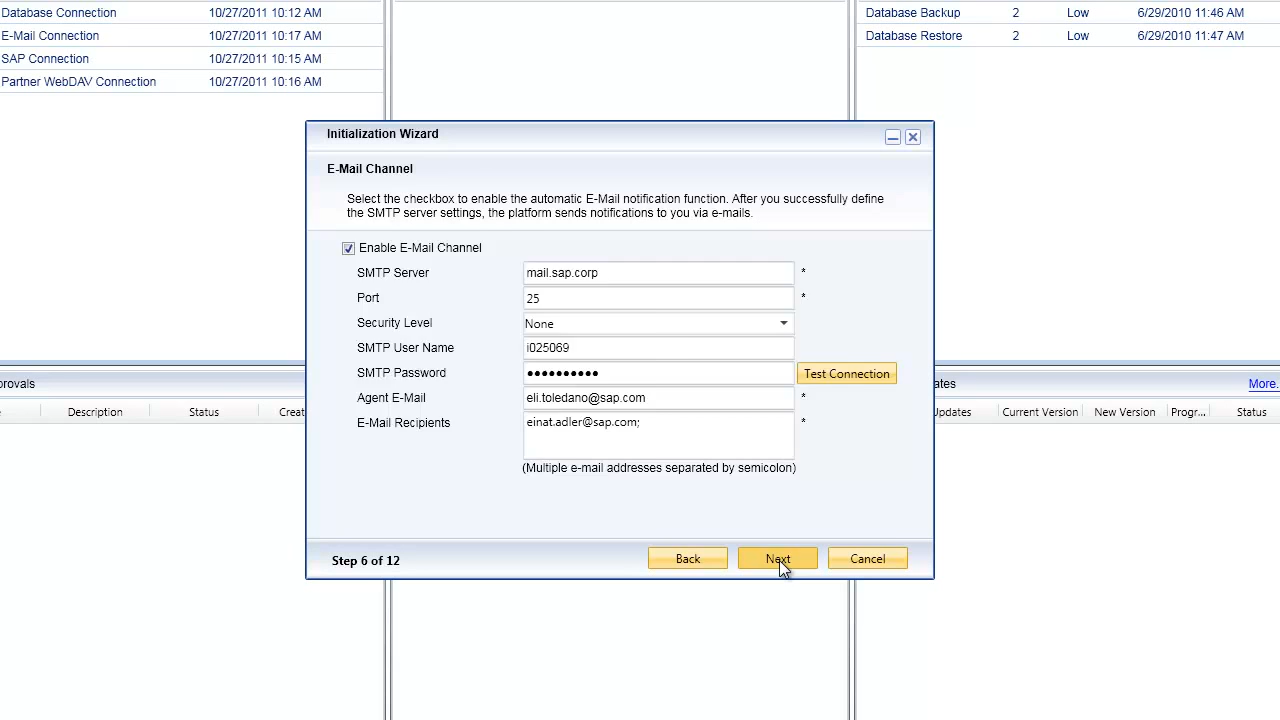 Database Connection 10/27/2011 10:12 AM
E-Mail Connection 10/27/2011 10:17 AM
SAP Connection 10/27/2011 10:15 AM
Partner WebDAV Connection 10/27/2011 10:16 AM
Database Backup 2 Low 6/29/2010 11:46 AM
Database Restore 2 Low 6/29/2010 11:47 AM
Initialization Wizard
E-Mail Channel
Select the checkbox to enable the automatic E-Mail notification function. After you successfully define
the SMTP server settings, the platform sends notifications to you via e-mails.
Enable E-Mail Channel
SMTP Server mail.sap.corp *
Port 25 *
Security Level None
SMTP User Name i025069
SMTP Password ●●●●●●●●●● Test Connection
Agent E-Mail eli.toledano@sap.com *
E-Mail Recipients einat.adler@sap.com; *
(Multiple e-mail addresses separated by semicolon)
Step 6 of 12 Back Next Cancel
rovals
Description Status Creat
ates More.
Updates Current Version New Version Progr... Status